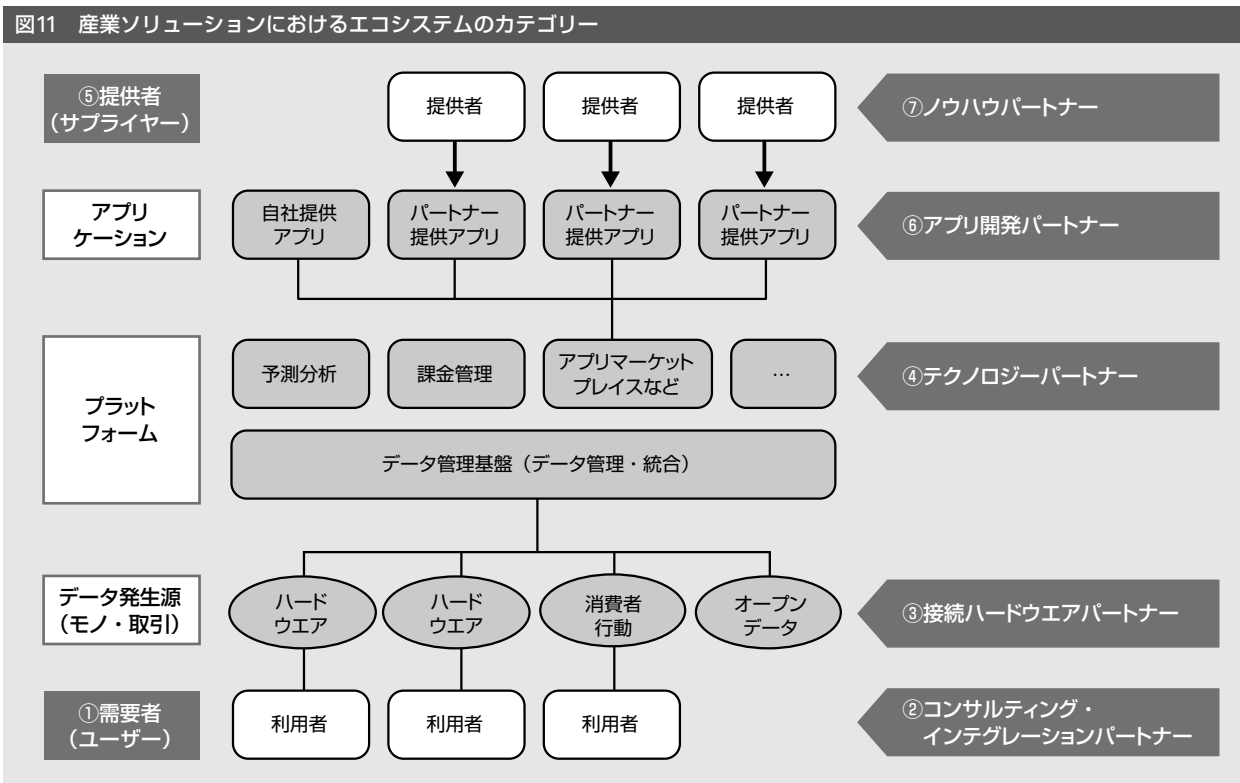 図11　産業ソリューションにおけるエコシステムのカテゴリー
⑤提供者
（サプライヤー）
提供者
提供者
提供者
⑦ノウハウパートナー
アプリ
ケーション
自社提供
アプリ
パートナー
提供アプリ
パートナー
提供アプリ
パートナー
提供アプリ
⑥アプリ開発パートナー
プラット
フォーム
予測分析
課金管理
アプリマーケット
プレイスなど
…
④テクノロジーパートナー
データ管理基盤（データ管理・統合）
データ発生源
（モノ・取引）
ハード
ウエア
ハード
ウエア
消費者
行動
オープン
データ
③接続ハードウエアパートナー
①需要者
（ユーザー）
利用者
利用者
利用者
②コンサルティング・
インテグレーションパートナー